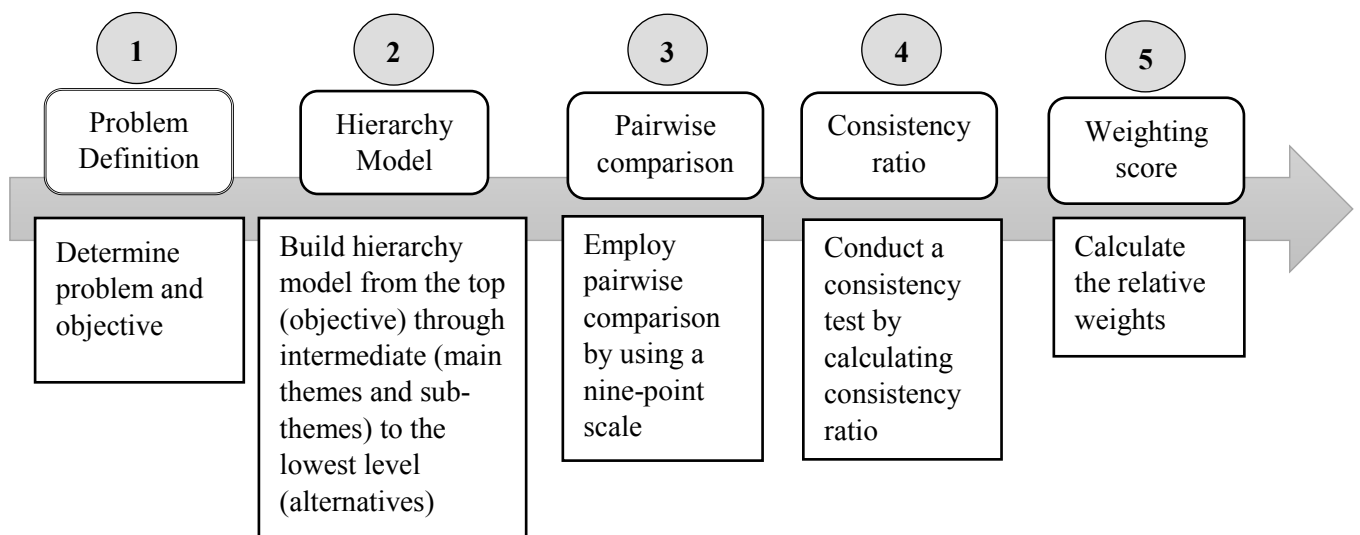 1
Problem
Definition
Determine
problem and
objective
2
Hierarchy
Model
Build hierarchy
model from the top
(objective) through
intermediate (main
themes and sub-
themes) to the
lowest level
(alternatives)
3
Pairwise
comparison
Employ
pairwise
comparison
by using a
nine-point
scale
4
Consistency
ratio
Conduct a
consistency
test by
calculating
consistency
ratio
5
Weighting
score
Calculate
the relative
weights